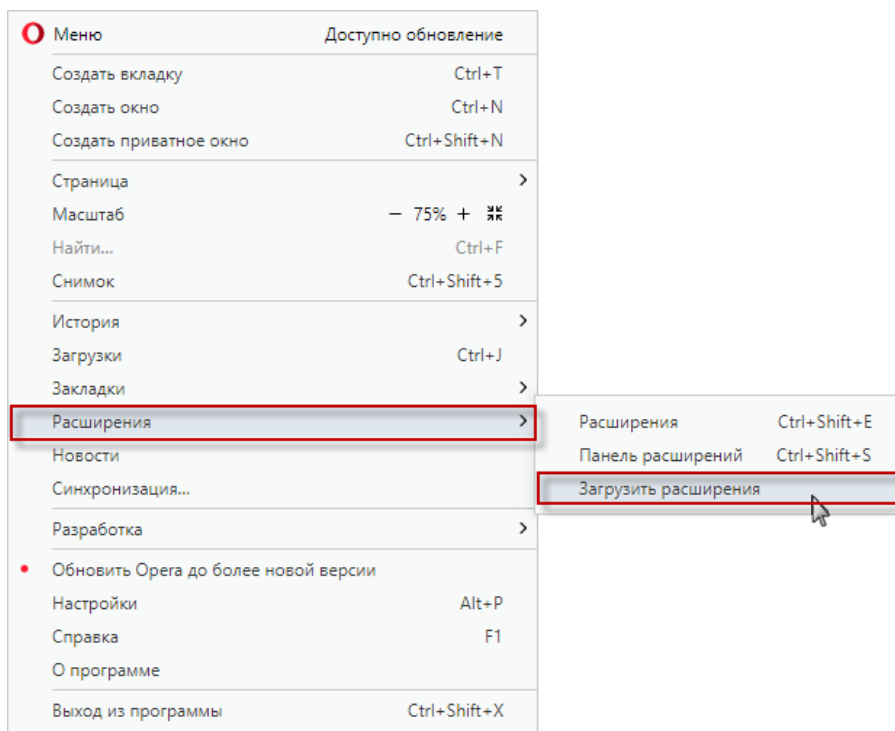 Меню Доступно обновление
Создать вкладку Ctrl+T
Создать окно Ctrl+N
Создать приватное окно Ctrl+Shift+N
Страница
Масштаб − 75% +
Найти... Ctrl+F
Снимок Ctrl+Shift+5
История
Загрузки Ctrl+J
Закладки
Расширения
Новости
Синхронизация...
Разработка
Обновить Opera до более новой версии
Настройки Alt+P
Справка F1
О программе
Выход из программы Ctrl+Shift+X
Расширения Ctrl+Shift+E
Панель расширений Ctrl+Shift+S
Загрузить расширения